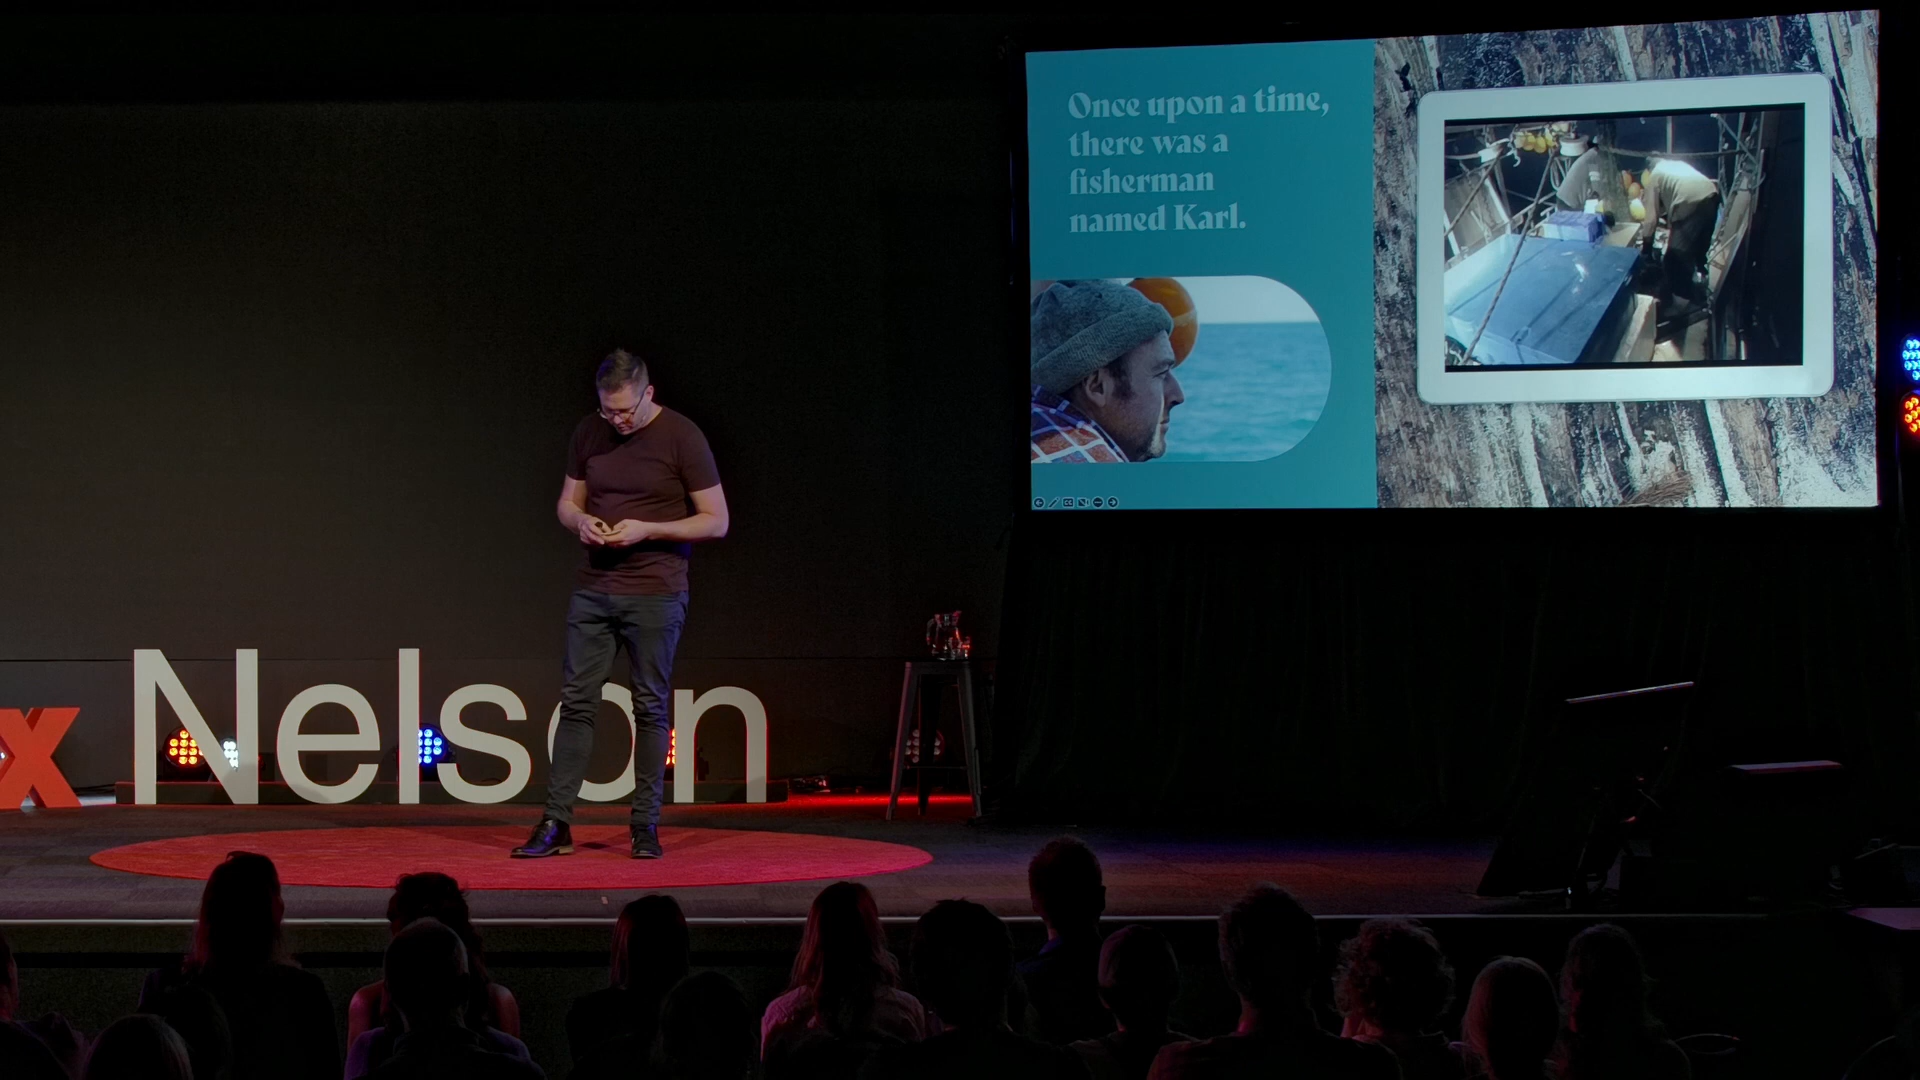 Once upon a time,
there was a
fisherman
named Karl.
x Nelson